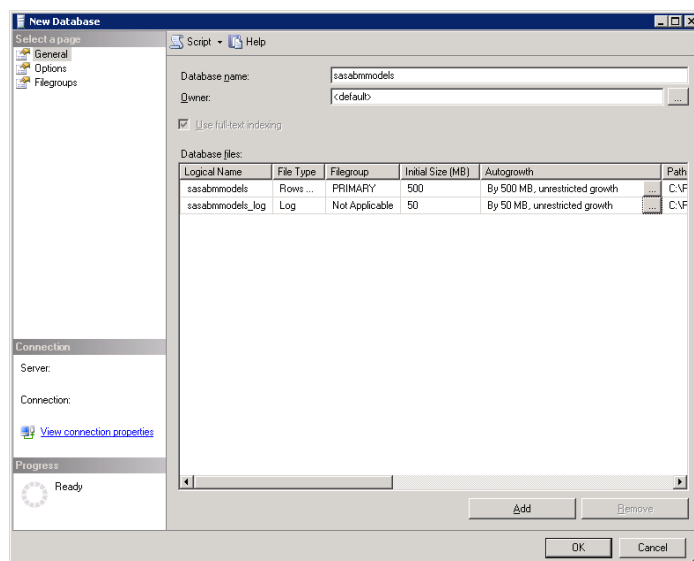 New Database
Select a page
General
Options
Filegroups
Script
Help
Database name:
sasabmmodels
Owner:
<default>
...
Use full-text indexing
Database files:
Logical Name File Type Filegroup Initial Size (MB) Autogrowth Path
sasabmmodels Rows ... PRIMARY 500 By 500 MB, unrestricted growth ... C:\F
sasabmmodels_log Log Not Applicable 50 By 50 MB, unrestricted growth ... C:\F
Connection
Server:
Connection:
View connection properties
Progress
Ready
Add
Remove
OK
Cancel